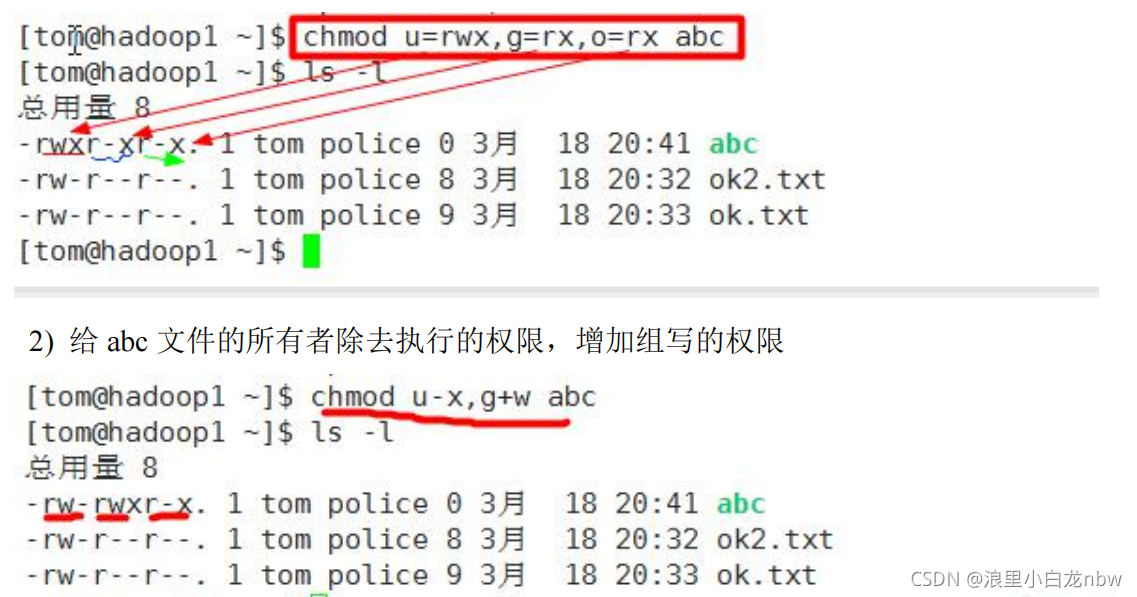 [tom@hadoop1 ~]$ chmod u=rwx,g=rx,o=rx abc
[tom@hadoop1 ~]$ ls -l
总用量 8
-rwxr-xr-x. 1 tom police 0 3月  18 20:41 abc
-rw-r--r--. 1 tom police 8 3月  18 20:32 ok2.txt
-rw-r--r--. 1 tom police 9 3月  18 20:33 ok.txt
[tom@hadoop1 ~]$
2) 给 abc 文件的所有者除去执行的权限，增加组写的权限
[tom@hadoop1 ~]$ chmod u-x,g+w abc
[tom@hadoop1 ~]$ ls -l
总用量 8
-rw-rwxr-x. 1 tom police 0 3月  18 20:41 abc
-rw-r--r--. 1 tom police 8 3月  18 20:32 ok2.txt
-rw-r--r--. 1 tom police 9 3月  18 20:33 ok.txt
CSDN @浪里小白龙nbw